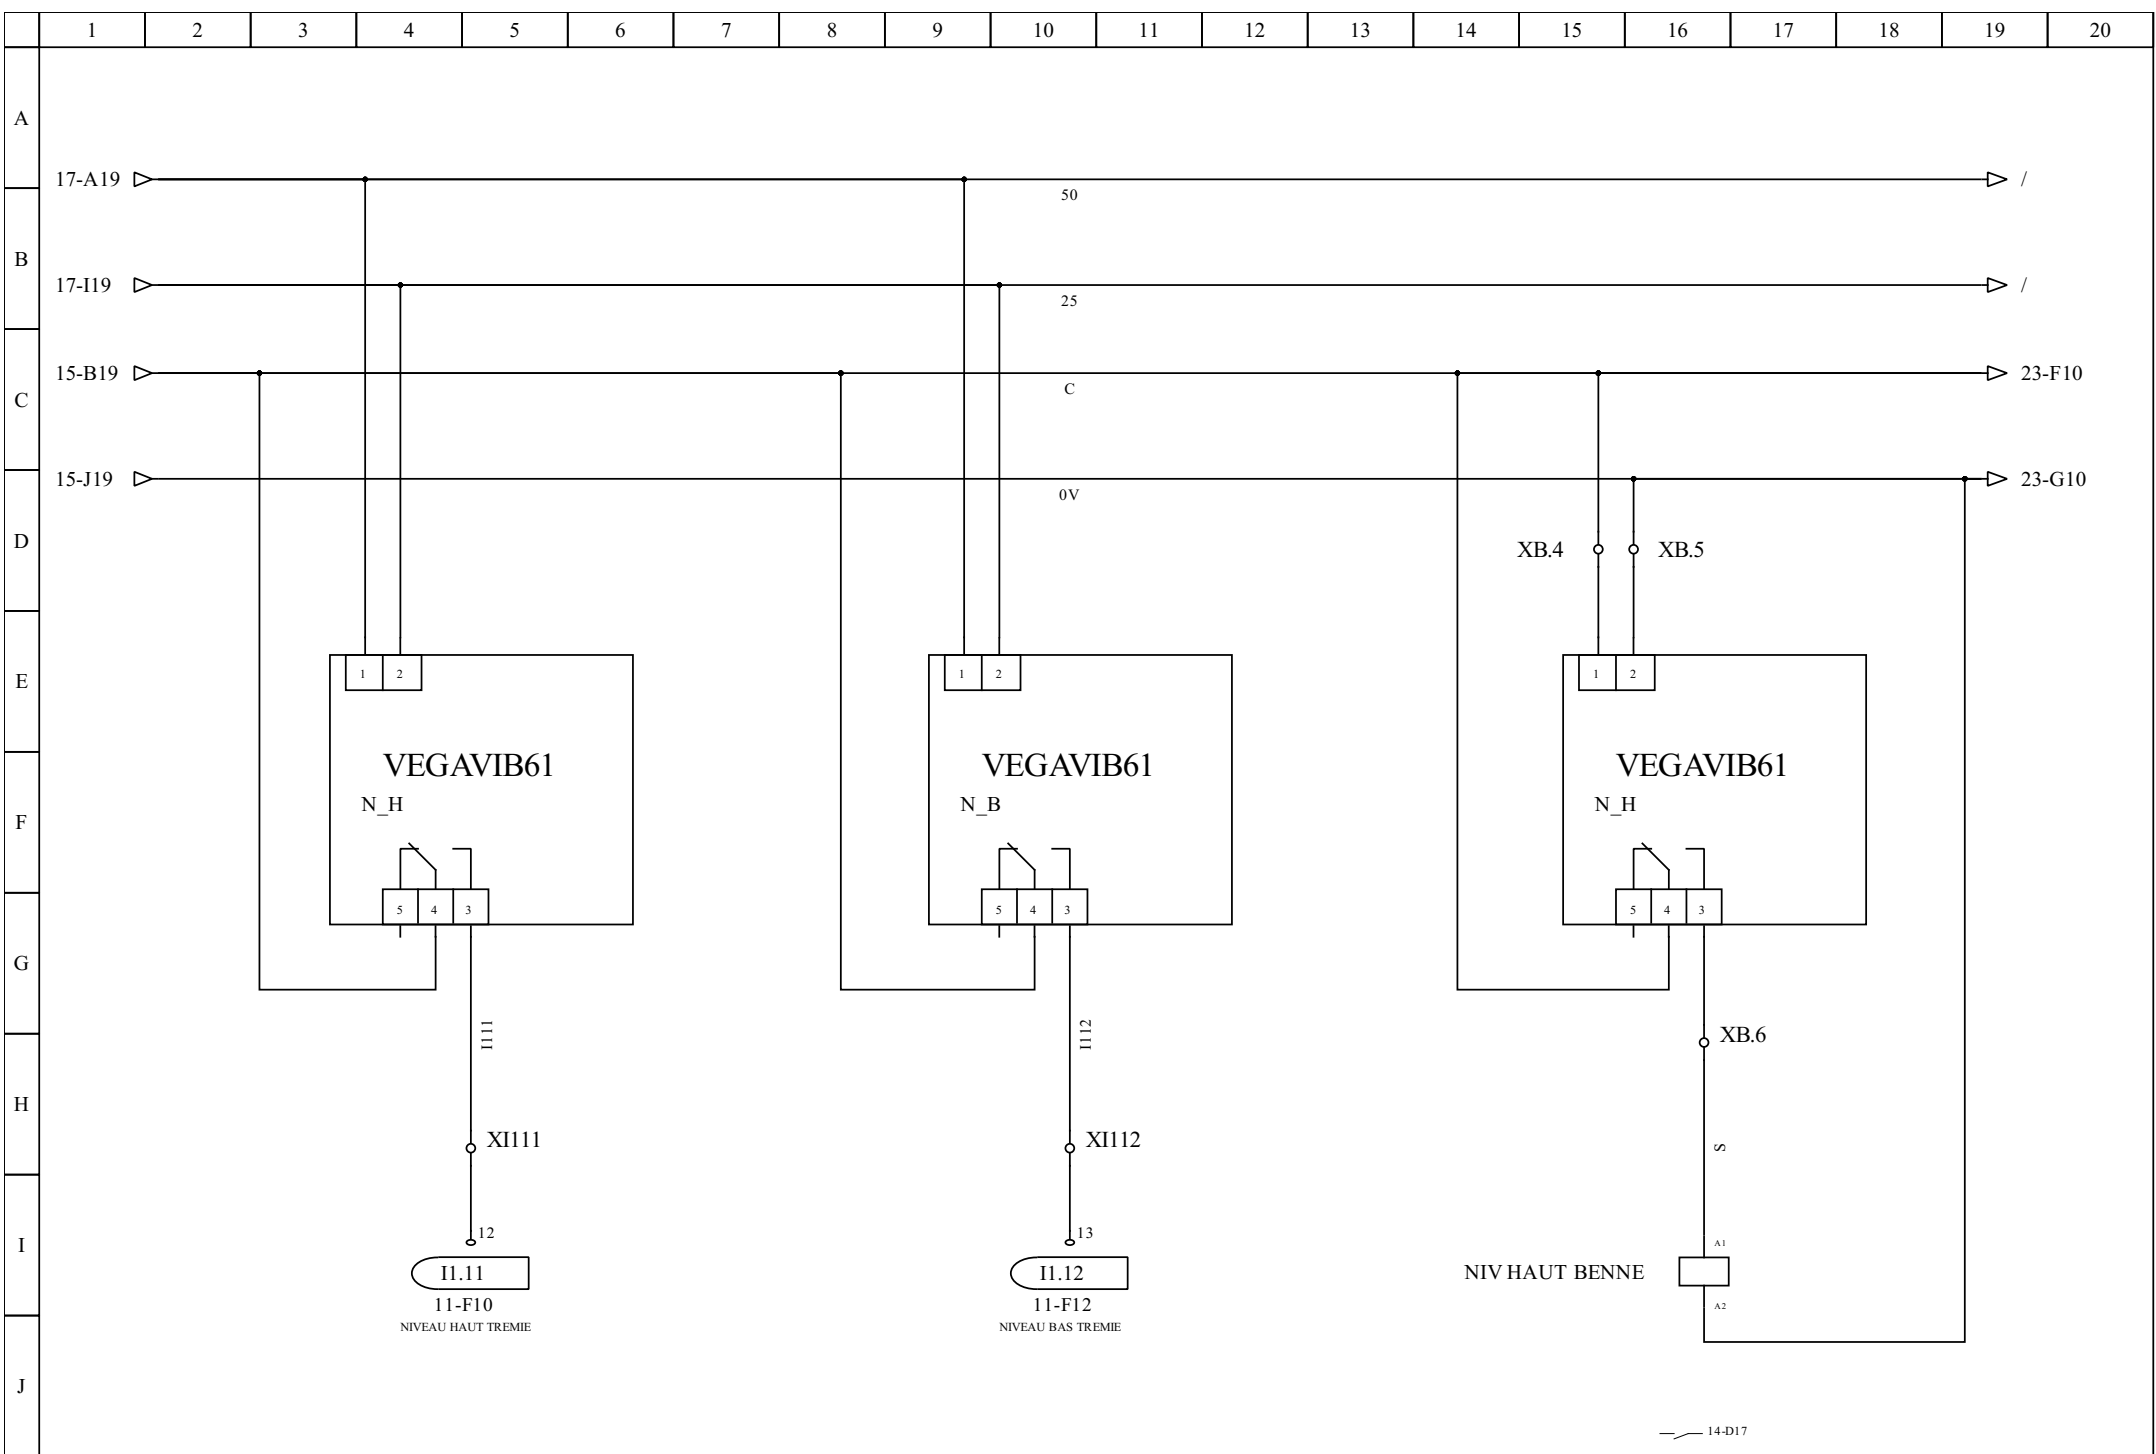 1 2 3 4 5 6 7 8 9 10 11 12 13 14 15 16 17 18 19 20
A
17-A19 50 /
B
17-I19 25 /
C
15-B19 C 23-F10
15-J19 0V 23-G10
D
XB.4 XB.5
E
1 2 1 2 1 2
VEGAVIB61 VEGAVIB61 VEGAVIB61
N_H N_B N_H
F
5 4 3 5 4 3 5 4 3
G
I111 I112
XB.6
H
XI111 XI112 S
12 13 A1
I
I1.11 I1.12 NIV HAUT BENNE
11-F10 11-F12 A2
NIVEAU HAUT TREMIE NIVEAU BAS TREMIE
J
14-D17